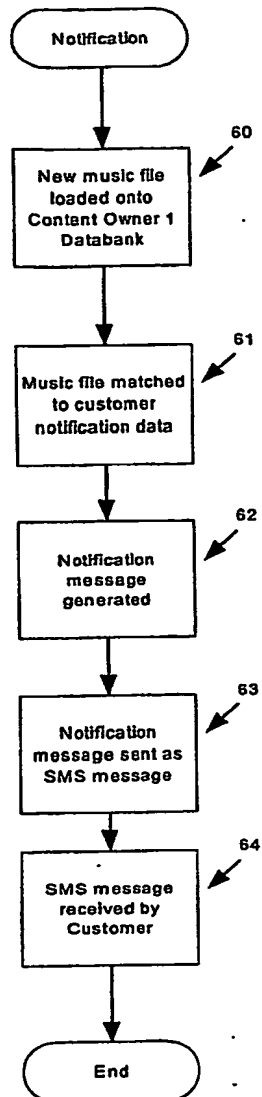 Notification
60
New music file
loaded onto
Content Owner 1
Databank
61
Music file matched
to customer
notification data
62
Notification
message
generated
63
Notification
message sent as
SMS message
64
SMS message
received by
Customer
End